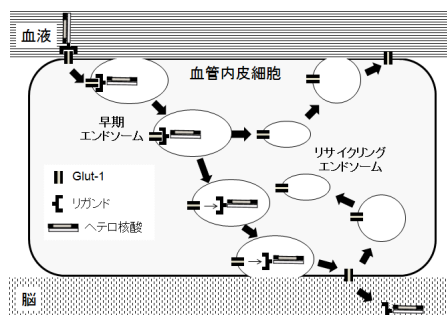 血液
血管内皮細胞
早期
エンドソーム
リサイクリング
エンドソーム
Glut-1
リガンド
ヘテロ核酸
脳